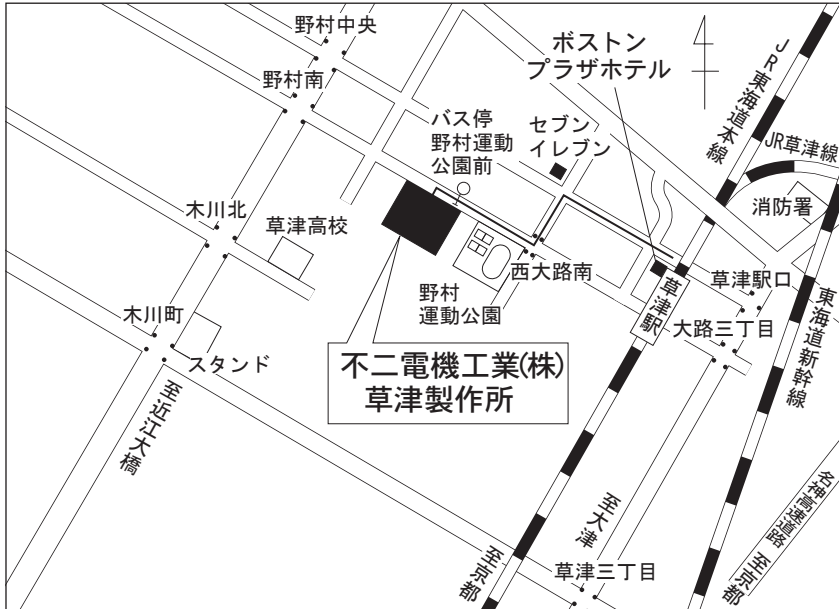 野村中央
野村南
ボストン
プラザホテル
JR東海道本線
バス停
野村運動
公園前
セブン
イレブン
JR草津線
消防署
木川北
草津高校
西大路南
草津駅
草津駅口
野村
運動公園
大路三丁目
東海道新幹線
木川町
スタンド
不二電機工業(株)
草津製作所
至近江大橋
至大津
至京都
草津三丁目
名神高速道路 至京都